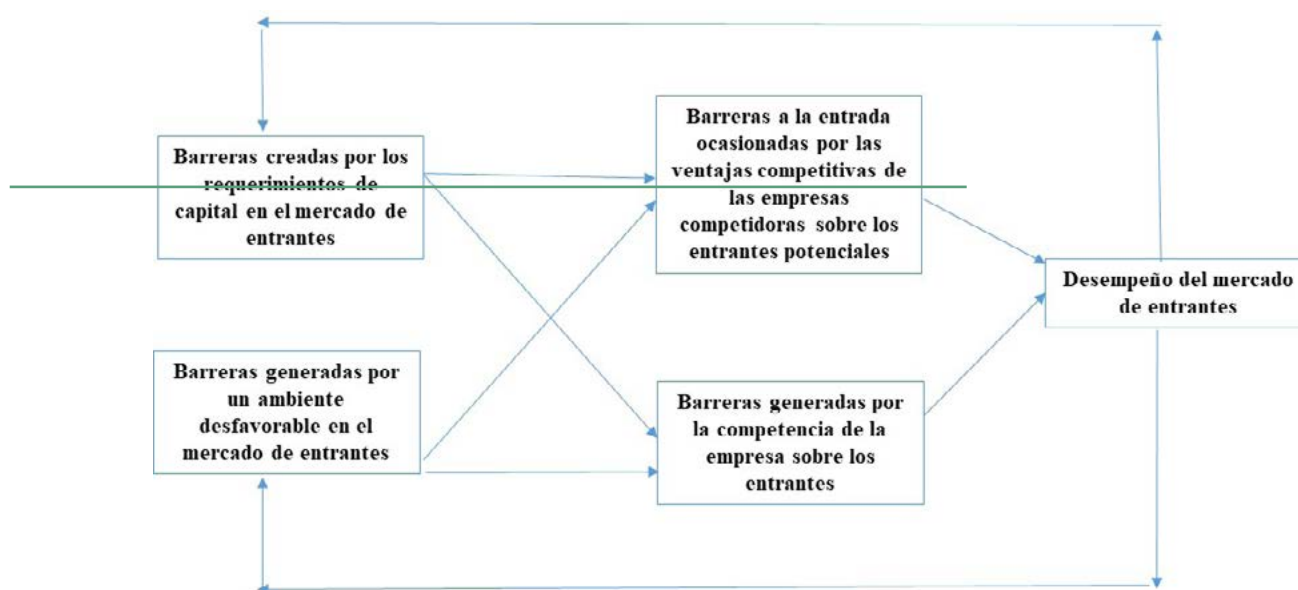 Barreras creadas por los
requerimientos de
capital en el mercado de
entrantes
Barreras a la entrada
ocasionadas por las
ventajas competitivas de
las empresas
competidoras sobre los
entrantes potenciales
Desempeño del mercado
de entrantes
Barreras generadas por
un ambiente
desfavorable en el
mercado de entrantes
Barreras generadas por
la competencia de la
empresa sobre los
entrantes